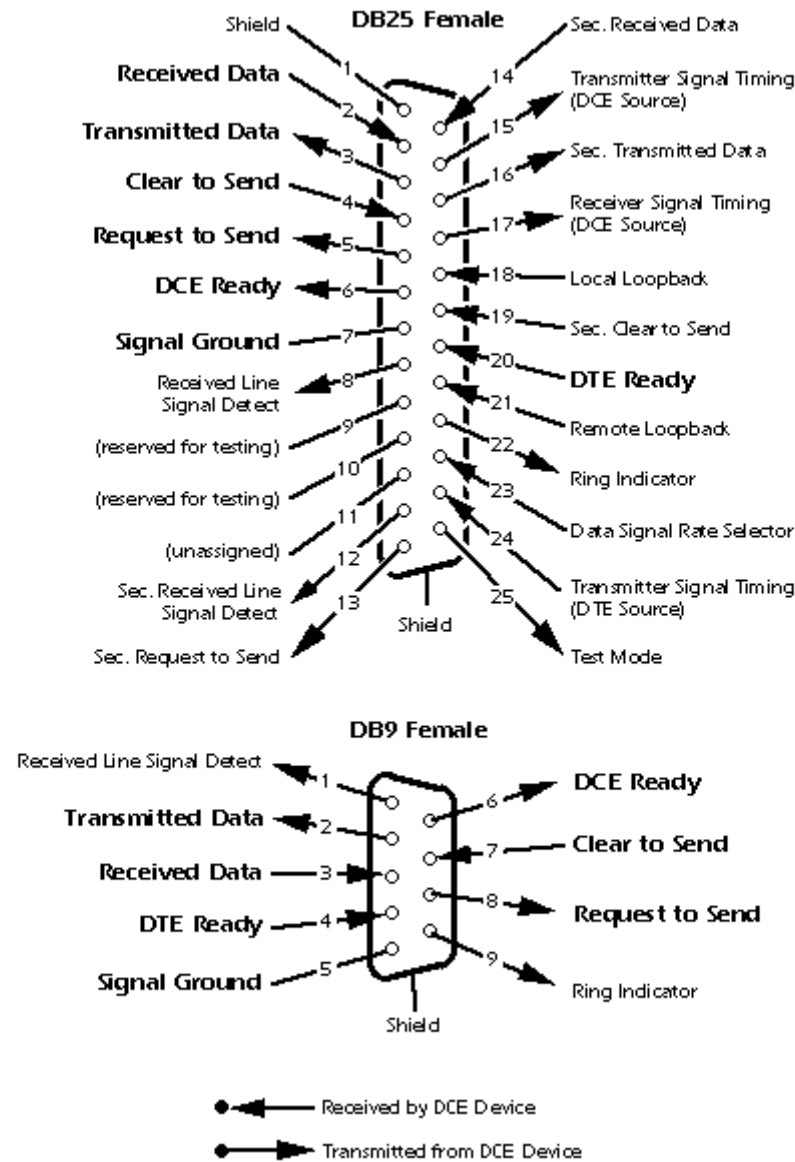 DB25 Female
Shield
1
Received Data
2
Transmitted Data
3
Clear to Send
4
Request to Send
5
DCE Ready
6
Signal Ground
7
Received Line
Signal Detect
8
(reserved for testing)
9
(reserved for testing)
10
(unassigned)
11
Sec. Received Line
Signal Detect
12
Sec. Request to Send
13
Sec. Received Data
14
Transmitter Signal Timing
(DCE Source)
15
Sec. Transmitted Data
16
Receiver Signal Timing
(DCE Source)
17
Local Loopback
18
Sec. Clear to Send
19
DTE Ready
20
Remote Loopback
21
Ring Indicator
22
Data Signal Rate Selector
23
Transmitter Signal Timing
(DTE Source)
24
Test Mode
25
Shield
DB9 Female
Received Line Signal Detect
1
Transmitted Data
2
Received Data
3
DTE Ready
4
Signal Ground
5
DCE Ready
6
Clear to Send
7
Request to Send
8
Ring Indicator
9
Shield
Received by DCE Device
Transmitted from DCE Device